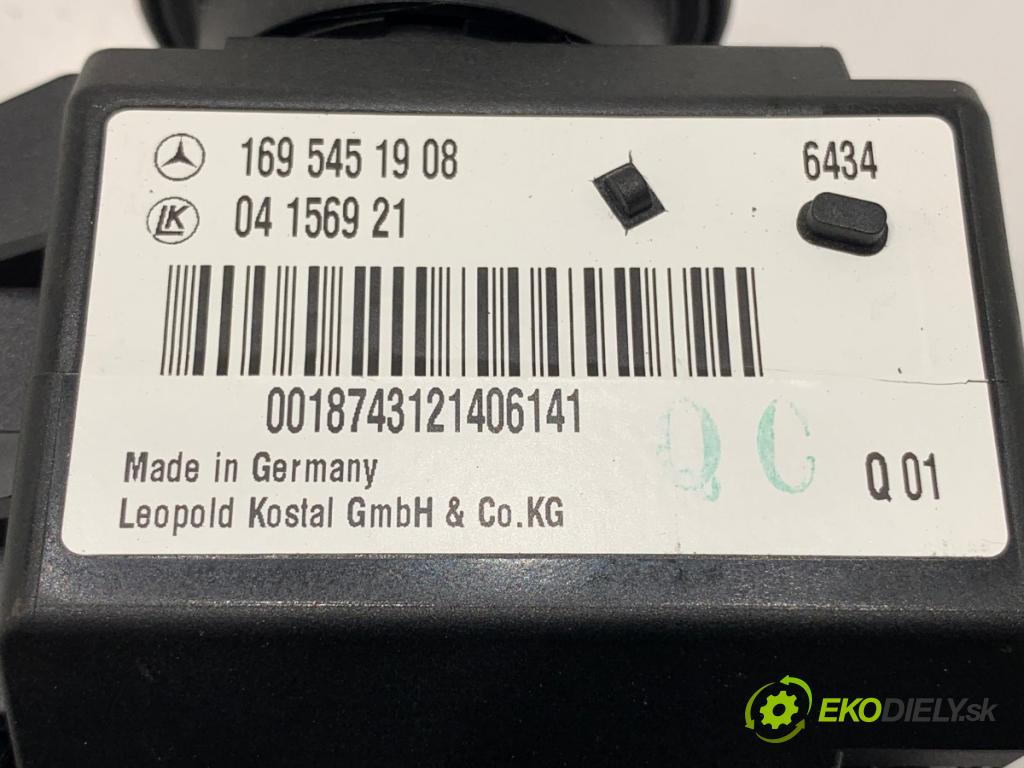 169 545 19 08
6434
LK
04 1569 21
0018743121406141
QC
Made in Germany
Q 01
Leopold Kostal GmbH & Co.KG
EKODIELY.sk